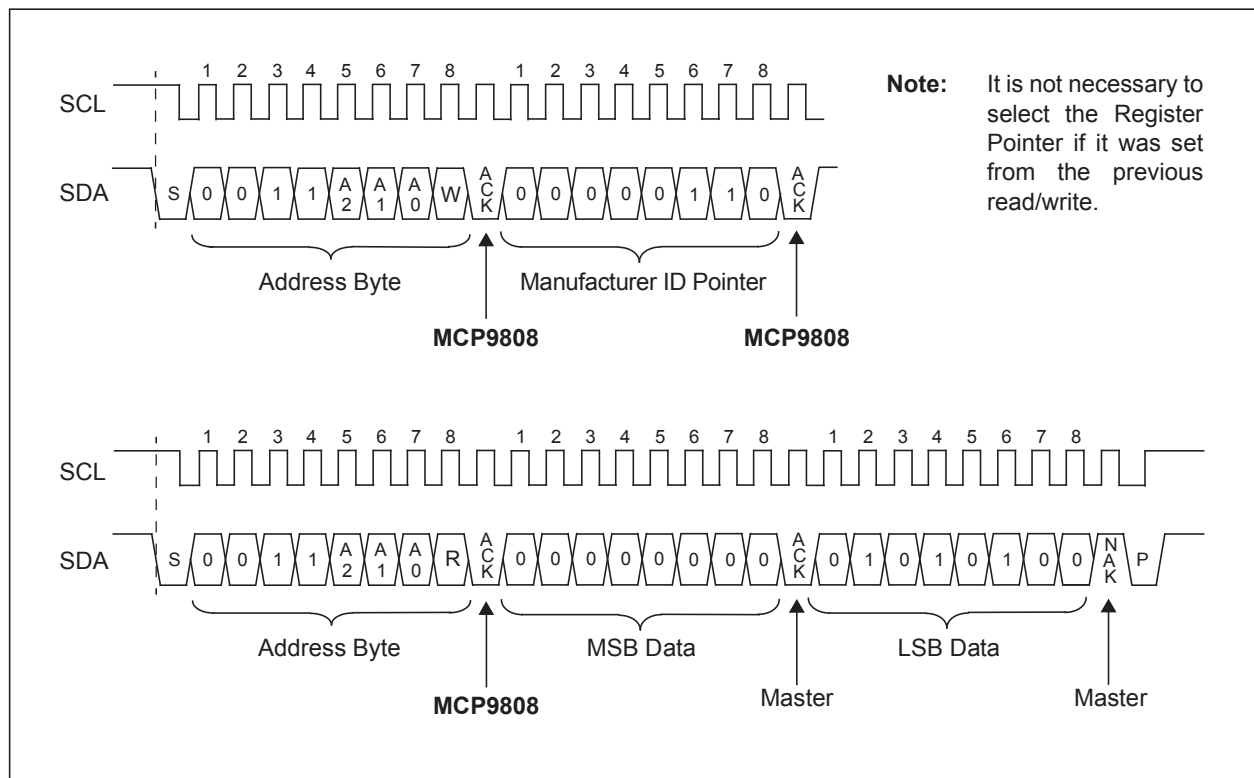 1 2 3 4 5 6 7 8 1 2 3 4 5 6 7 8
SCL
SDA
S 0 0 1 1 A2 A1 A0 W ACK 0 0 0 0 0 1 1 0 ACK
Address Byte Manufacturer ID Pointer
MCP9808 MCP9808
Note: It is not necessary to
select the Register
Pointer if it was set
from the previous
read/write.
1 2 3 4 5 6 7 8 1 2 3 4 5 6 7 8 1 2 3 4 5 6 7 8
SCL
SDA
S 0 0 1 1 A2 A1 A0 R ACK 0 0 0 0 0 0 0 0 ACK 0 1 0 1 0 1 0 0 NAK P
Address Byte MSB Data LSB Data
MCP9808 Master Master